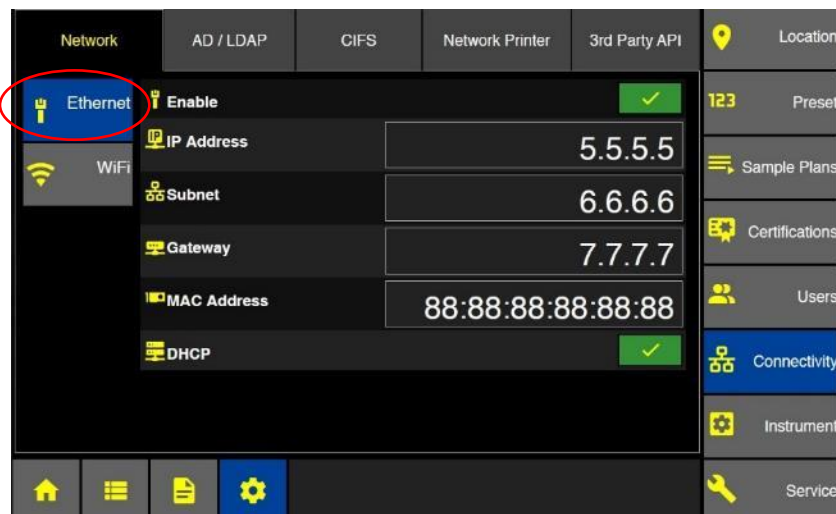 Network
AD / LDAP
CIFS
Network Printer
3rd Party API
Location
Ethernet
WiFi
Enable
IP
IP Address
5.5.5.5
Subnet
6.6.6.6
Gateway
7.7.7.7
MAC Address
88:88:88:88:88:88
DHCP
123
Preset
Sample Plans
Certifications
Users
Connectivity
Instrument
Service